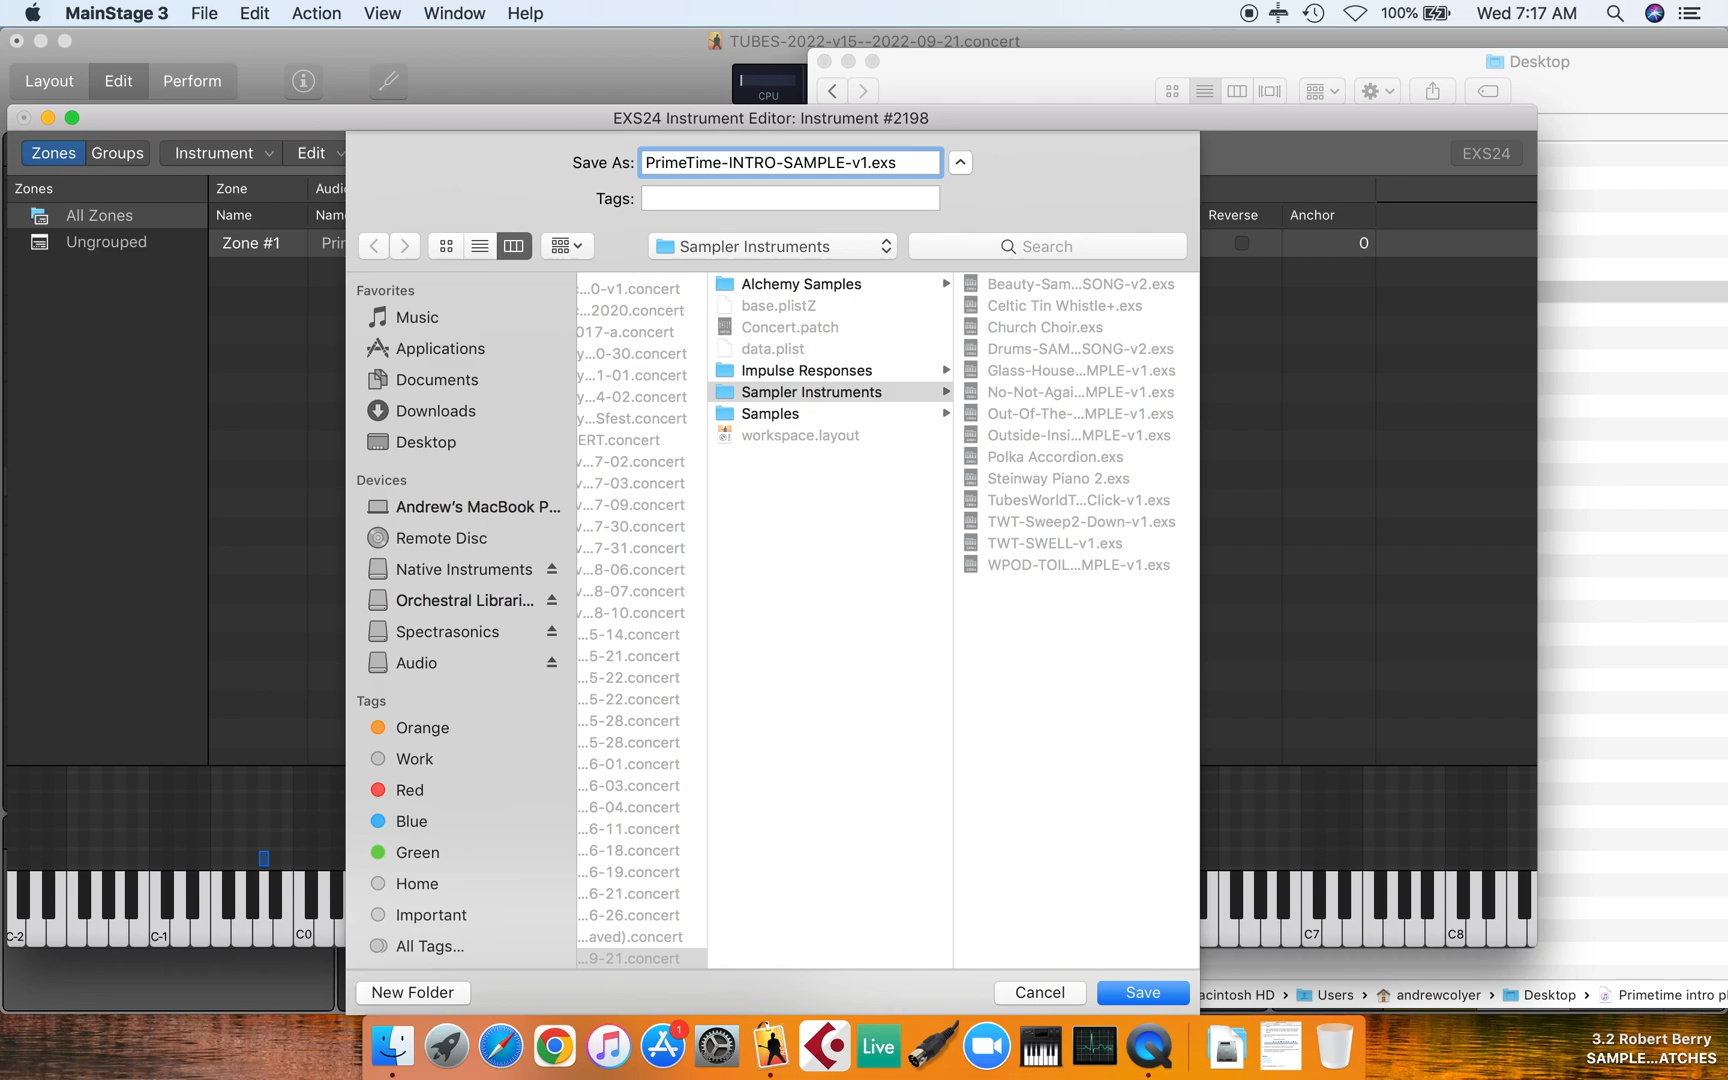 MainStage 3 File Edit Action View Window Help 100% Wed 7:17 AM
TUBES-2022-v15--2022-09-21.concert
Layout Edit Perform CPU
Desktop
EXS24 Instrument Editor: Instrument #2198
Zones Groups Instrument Edit EXS24
Save As: PrimeTime-INTRO-SAMPLE-v1.exs
Tags:
Zones Zone Audi
All Zones Name Nam Reverse Anchor
Ungrouped Zone #1 Prir 0
Sampler Instruments Search
Favorites
Music
Applications
Documents
Downloads
Desktop
Devices
Andrew's MacBook P...
Remote Disc
Native Instruments
Orchestral Librari...
Spectrasonics
Audio
Tags
Orange
Work
Red
Blue
Green
Home
Important
All Tags...
...0-v1.concert
...2020.concert
017-a.concert
y...0-30.concert
y...1-01.concert
y...4-02.concert
y...Sfest.concert
ERT.concert
v...7-02.concert
v...7-03.concert
v...7-09.concert
v...7-30.concert
v...7-31.concert
v...8-06.concert
v...8-07.concert
v...8-10.concert
...5-14.concert
...5-21.concert
...5-22.concert
...5-22.concert
...5-28.concert
...5-28.concert
...6-01.concert
...6-03.concert
...6-04.concert
...6-11.concert
...6-18.concert
...6-19.concert
...6-21.concert
...6-26.concert
...aved).concert
...9-21.concert
Alchemy Samples
base.plistZ
Concert.patch
data.plist
Impulse Responses
Sampler Instruments
Samples
workspace.layout
Beauty-Sam...SONG-v2.exs
Celtic Tin Whistle+.exs
Church Choir.exs
Drums-SAM...SONG-v2.exs
Glass-House...MPLE-v1.exs
No-Not-Agai...MPLE-v1.exs
Out-Of-The-...MPLE-v1.exs
Outside-Insi...MPLE-v1.exs
Polka Accordion.exs
Steinway Piano 2.exs
TubesWorldT...Click-v1.exs
TWT-Sweep2-Down-v1.exs
TWT-SWELL-v1.exs
WPOD-TOIL...MPLE-v1.exs
C-2 C-1 C0 C7 C8
New Folder Cancel Save
acintosh HD › Users › andrewcolyer › Desktop › Primetime intro p
1
Live
3.2 Robert Berry
SAMPLE...ATCHES